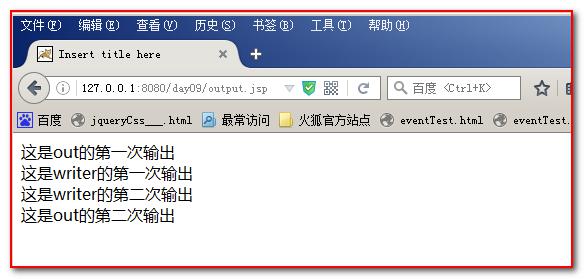 文件(F) 编辑(E) 查看(V) 历史(S) 书签(B) 工具(T) 帮助(H)
Insert title here × +
127.0.0.1:8080/day09/output.jsp 百度 <Ctrl+K>
百度 jqueryCss___.html 最常访问 火狐官方站点 eventTest.html eventTest
这是out的第一次输出
这是writer的第一次输出
这是writer的第二次输出
这是out的第二次输出